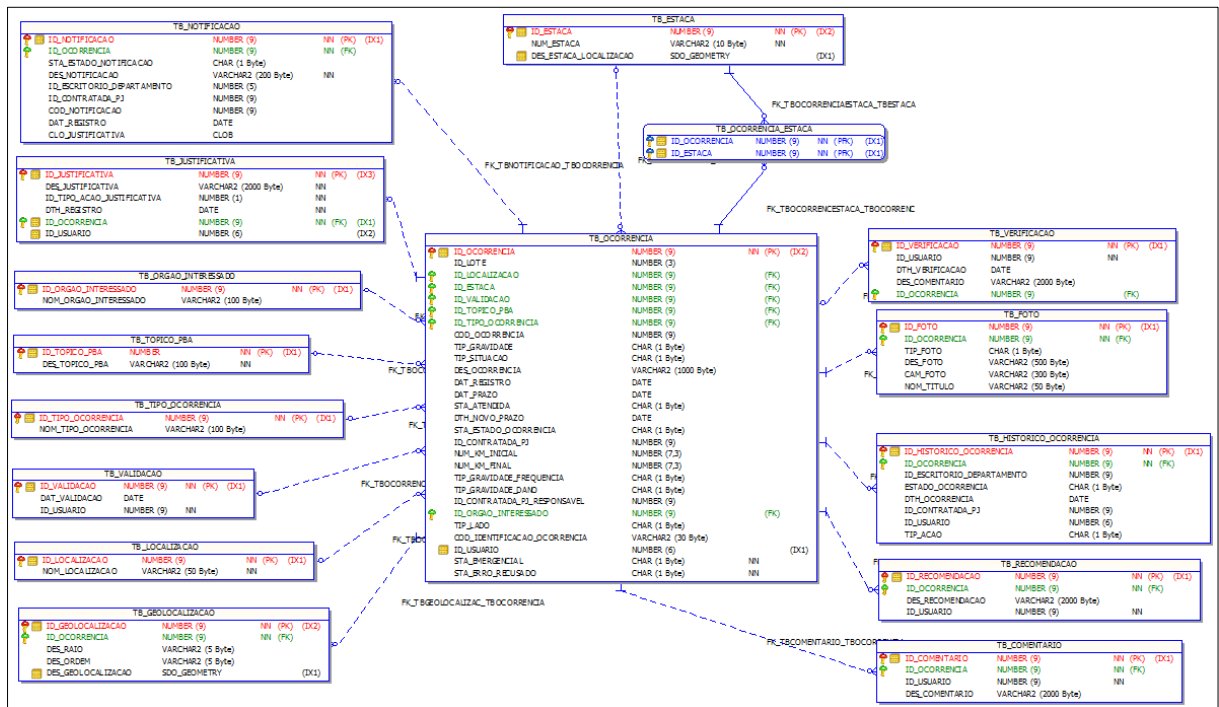 TB_NOTIFICACAO
ID_NOTIFICACAO NUMBER (9) NN (PK) (IX1)
ID_OCORRENCIA NUMBER (9) NN (FK)
STA_ESTADO_NOTIFICACAO CHAR (1 Byte)
DES_NOTIFICACAO VARCHAR2 (200 Byte) NN
ID_ESCRITORIO_DEPARTAMENTO NUMBER (5)
ID_CONTRATADA_PJ NUMBER (9)
COD_NOTIFICACAO NUMBER (9)
DAT_REGISTRO DATE
CLO_JUSTIFICATIVA CLOB
TB_ESTACA
ID_ESTACA NUMBER (9) NN (PK) (IX2)
NUM_ESTACA VARCHAR2 (10 Byte) NN
DES_ESTACA_LOCALIZACAO SDO_GEOMETRY (IX1)
FK_TBOCORRENCIAESTACA_TBESTACA
TB_OCORRENCIA_ESTACA
ID_OCORRENCIA NUMBER (9) NN (PFK) (IX1)
ID_ESTACA NUMBER (9) NN (PFK) (IX1)
FK_TBNOTIFICACAO_TBOCORRENCIA
FK_TBOCORRENCESTACA_TBOCORRENC
TB_JUSTIFICATIVA
ID_JUSTIFICATIVA NUMBER (9) NN (PK) (IX3)
DES_JUSTIFICATIVA VARCHAR2 (2000 Byte) NN
ID_TIPO_ACAO_JUSTIFICATIVA NUMBER (1) NN
DTH_REGISTRO DATE NN
ID_OCORRENCIA NUMBER (9) NN (FK) (IX1)
ID_USUARIO NUMBER (6) (IX2)
TB_ORGAO_INTERESSADO
ID_ORGAO_INTERESSADO NUMBER (9) NN (PK) (IX1)
NOM_ORGAO_INTERESSADO VARCHAR2 (100 Byte)
TB_TOPICO_PBA
ID_TOPICO_PBA NUMBER NN (PK) (IX1)
DES_TOPICO_PBA VARCHAR2 (100 Byte) NN
TB_TIPO_OCORRENCIA
ID_TIPO_OCORRENCIA NUMBER (9) NN (PK) (IX1)
NOM_TIPO_OCORRENCIA VARCHAR2 (100 Byte)
TB_VALIDACAO
ID_VALIDACAO NUMBER (9) NN (PK) (IX1)
DAT_VALIDACAO DATE
ID_USUARIO NUMBER (9) NN
TB_LOCALIZACAO
ID_LOCALIZACAO NUMBER (9) NN (PK) (IX1)
NOM_LOCALIZACAO VARCHAR2 (50 Byte) NN
TB_GEOLOCALIZACAO
ID_GEOLOCALIZACAO NUMBER (9) NN (PK) (IX2)
ID_OCORRENCIA NUMBER (9) NN (FK)
DES_RAIO VARCHAR2 (5 Byte)
DES_ORDEM VARCHAR2 (5 Byte)
DES_GEOLOCALIZACAO SDO_GEOMETRY (IX1)
TB_OCORRENCIA
ID_OCORRENCIA NUMBER (9) NN (PK) (IX2)
ID_LOTE NUMBER (3)
ID_LOCALIZACAO NUMBER (9) (FK)
ID_ESTACA NUMBER (9) (FK)
ID_VALIDACAO NUMBER (9) (FK)
ID_TOPICO_PBA NUMBER (9) (FK)
ID_TIPO_OCORRENCIA NUMBER (9) (FK)
COD_OCORRENCIA NUMBER (9)
TIP_GRAVIDADE CHAR (1 Byte)
TIP_SITUACAO CHAR (1 Byte)
DES_OCORRENCIA VARCHAR2 (1000 Byte)
DAT_REGISTRO DATE
DAT_PRAZO DATE
STA_ATENDIDA CHAR (1 Byte)
DTH_NOVO_PRAZO DATE
STA_ESTADO_OCORRENCIA CHAR (1 Byte)
ID_CONTRATADA_PJ NUMBER (9)
NUM_KM_INICIAL NUMBER (7,3)
NUM_KM_FINAL NUMBER (7,3)
TIP_GRAVIDADE_FREQUENCIA CHAR (1 Byte)
TIP_GRAVIDADE_DANO CHAR (1 Byte)
ID_CONTRATADA_PJ_RESPONSAVEL NUMBER (9)
ID_ORGAO_INTERESSADO NUMBER (9) (FK)
TIP_LADO CHAR (1 Byte)
COD_IDENTIFICACAO_OCORRENCIA VARCHAR2 (30 Byte)
ID_USUARIO NUMBER (6) (IX1)
STA_EMERGENCIAL CHAR (1 Byte) NN
STA_ERRO_RECUSADO CHAR (1 Byte) NN
FK_TBGEOLOCALIZAC_TBOCORRENCIA
FK_TBCOMENTARIO_TBOCORRENCIA
TB_VERIFICACAO
ID_VERIFICACAO NUMBER (9) NN (PK) (IX1)
ID_USUARIO NUMBER (9) NN
DTH_VERIFICACAO DATE
DES_COMENTARIO VARCHAR2 (2000 Byte)
ID_OCORRENCIA NUMBER (9) (FK)
TB_FOTO
ID_FOTO NUMBER (9) NN (PK) (IX1)
ID_OCORRENCIA NUMBER (9) NN (FK)
TIP_FOTO CHAR (1 Byte)
DES_FOTO VARCHAR2 (500 Byte)
CAM_FOTO VARCHAR2 (300 Byte)
NOM_TITULO VARCHAR2 (50 Byte)
TB_HISTORICO_OCORRENCIA
ID_HISTORICO_OCORRENCIA NUMBER (9) NN (PK) (IX1)
ID_OCORRENCIA NUMBER (9) NN (FK)
ID_ESCRITORIO_DEPARTAMENTO NUMBER (9)
ESTADO_OCORRENCIA CHAR (1 Byte)
DTH_OCORRENCIA DATE
ID_CONTRATADA_PJ NUMBER (9)
ID_USUARIO NUMBER (6)
TIP_ACAO CHAR (1 Byte)
TB_RECOMENDACAO
ID_RECOMENDACAO NUMBER (9) NN (PK) (IX1)
ID_OCORRENCIA NUMBER (9) NN (FK)
DES_RECOMENDACAO VARCHAR2 (2000 Byte)
ID_USUARIO NUMBER (9) NN
TB_COMENTARIO
ID_COMENTARIO NUMBER (9) NN (PK) (IX1)
ID_OCORRENCIA NUMBER (9) NN (FK)
ID_USUARIO NUMBER (9) NN
DES_COMENTARIO VARCHAR2 (2000 Byte)